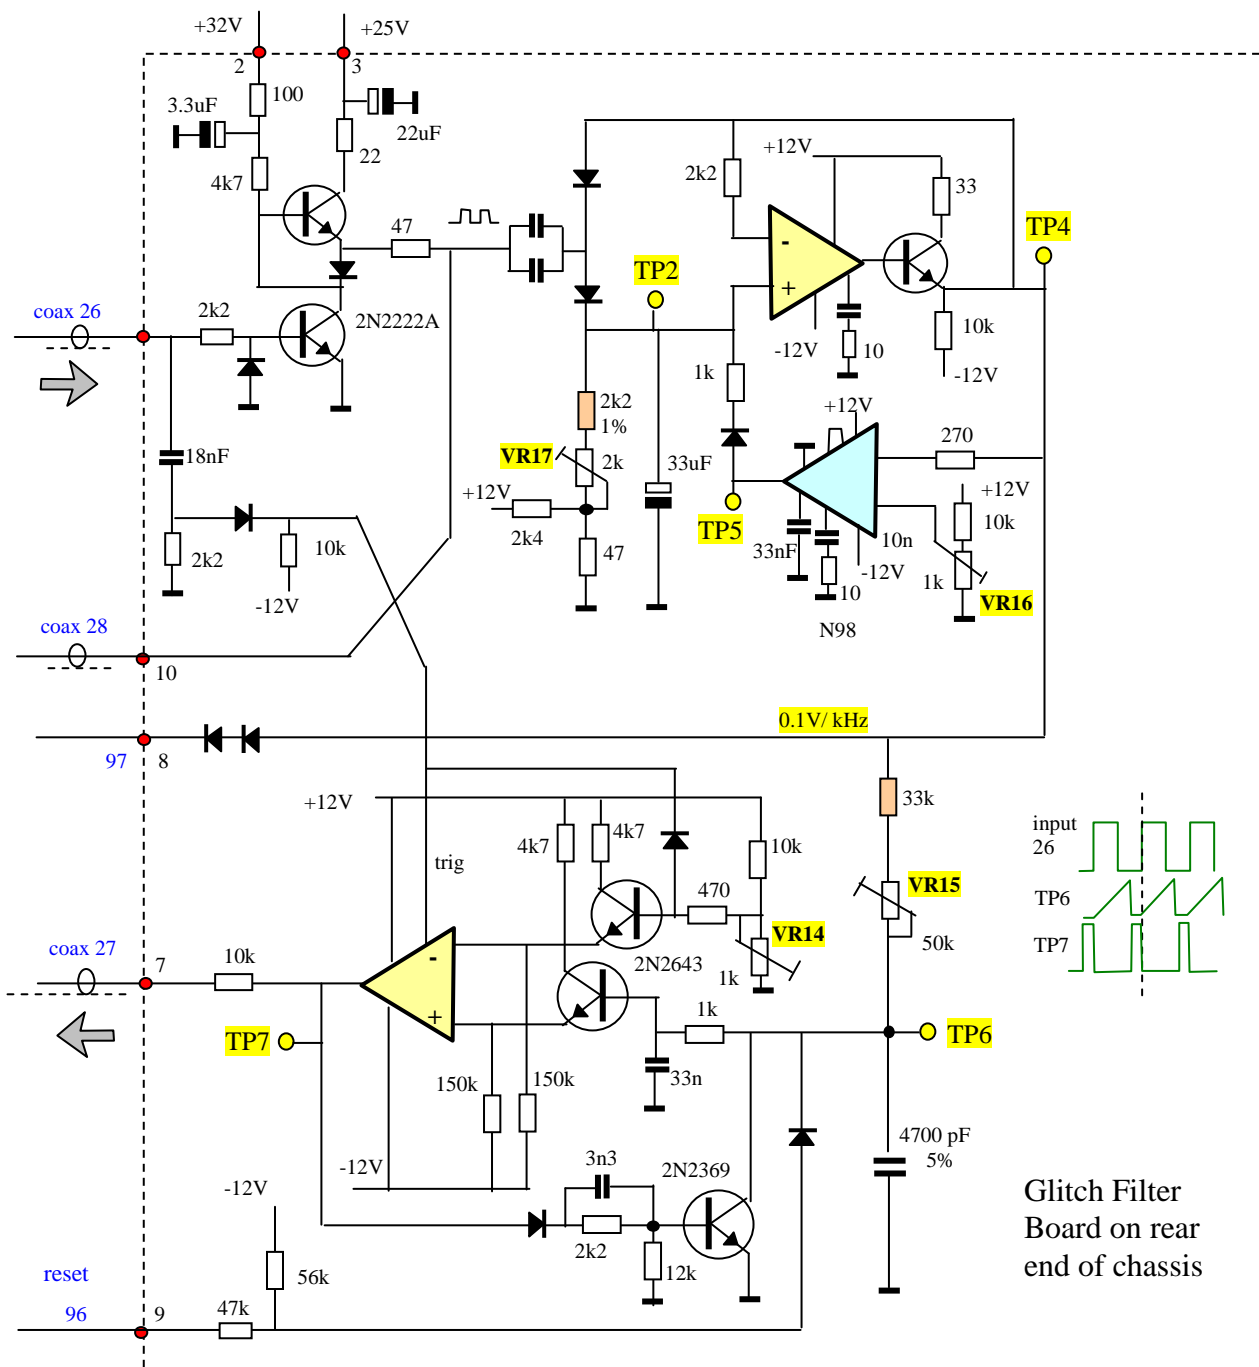 +32V
+25V
2
3
3.3uF
100
22uF
22
4k7
47
+12V
2k2
33
TP4
TP2
-
+
coax 26
2k2
2N2222A
-12V
10
10k
-12V
1k
2k2
1%
+12V
18nF
VR17
2k
33uF
270
+12V
+12V
TP5
10k
2k4
33nF
10n
2k2
10k
47
-12V
1k
-12V
10
VR16
N98
coax 28
10
0.1V/ kHz
97
8
+12V
33k
4k7
4k7
10k
input
26
trig
470
VR15
TP6
VR14
50k
TP7
coax 27
7
10k
-
2N2643
1k
+
1k
TP7
TP6
33n
150k
150k
4700 pF
5%
-12V
3n3
2N2369
-12V
Glitch Filter
Board on rear
end of chassis
2k2
reset
56k
12k
96
9
47k